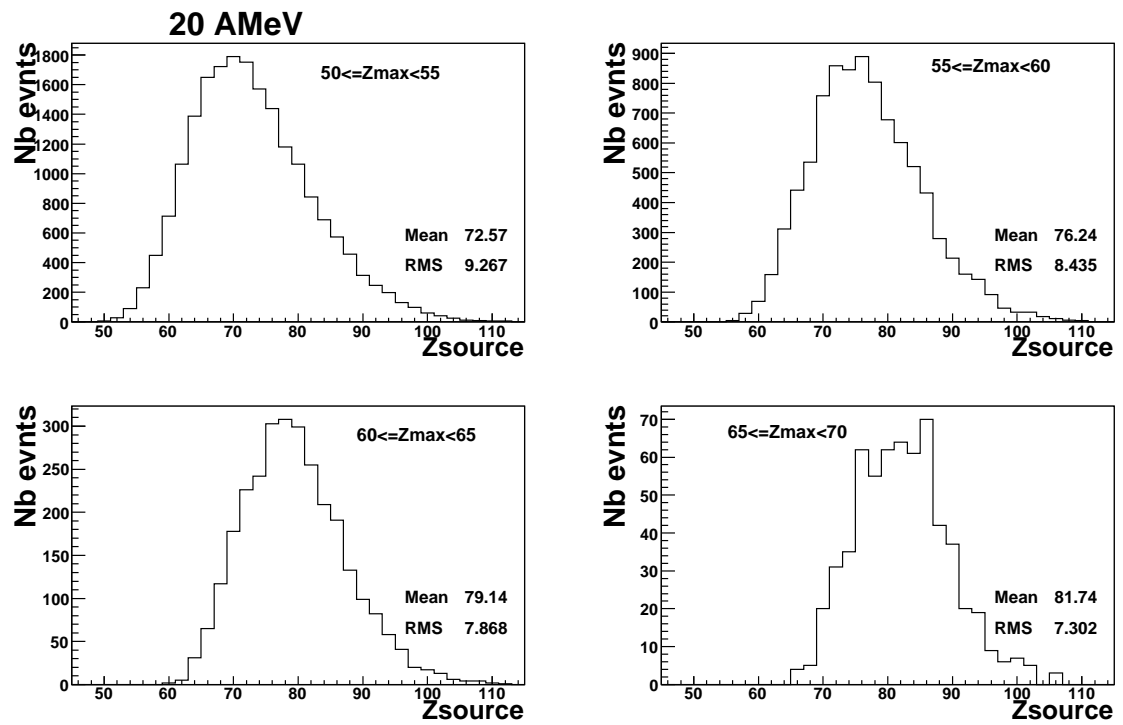 20 AMeV
Nb evnts
1800
1600
1400
1200
1000
800
600
400
200
0
50<=Zmax<55
Mean 72.57
RMS 9.267
50 60 70 80 90 100 110
Zsource
Nb evnts
900
800
700
600
500
400
300
200
100
0
55<=Zmax<60
Mean 76.24
RMS 8.435
50 60 70 80 90 100 110
Zsource
Nb evnts
300
250
200
150
100
50
0
60<=Zmax<65
Mean 79.14
RMS 7.868
50 60 70 80 90 100 110
Zsource
Nb evnts
70
60
50
40
30
20
10
0
65<=Zmax<70
Mean 81.74
RMS 7.302
50 60 70 80 90 100 110
Zsource